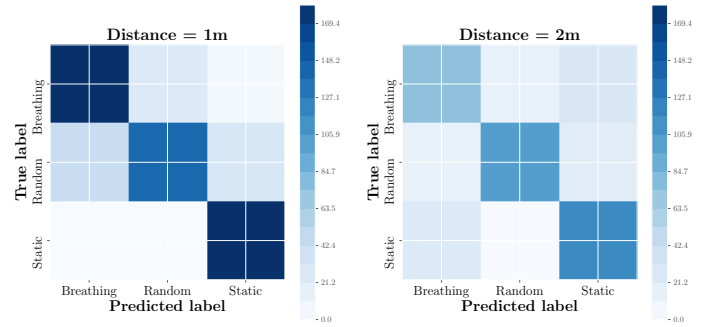 Distance = 1m
True label
Breathing
Random
Static
Breathing Random Static
Predicted label
169.4
148.2
127.1
105.9
84.7
63.5
42.4
21.2
0.0
Distance = 2m
True label
Breathing
Random
Static
Breathing Random Static
Predicted label
169.4
148.2
127.1
105.9
84.7
63.5
42.4
21.2
0.0